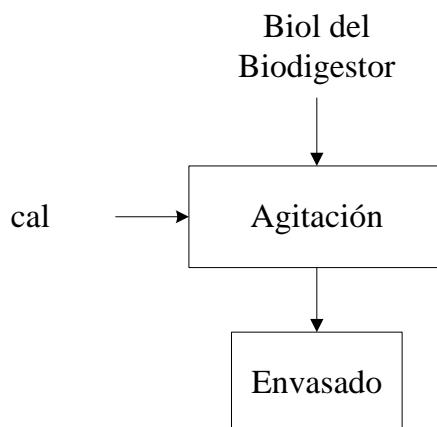 Biol del
Biodigestor
cal
Agitación
Envasado